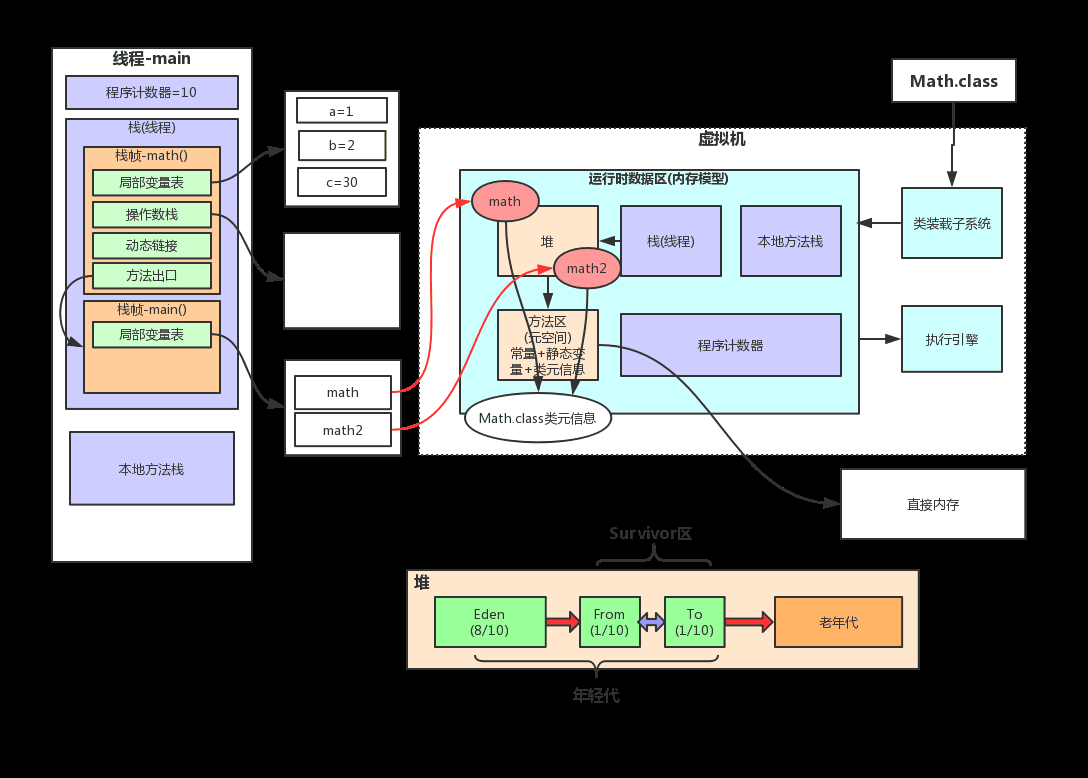 线程-main
程序计数器=10
栈(线程)
栈帧-math()
局部变量表
操作数栈
动态链接
方法出口
栈帧-main()
局部变量表
本地方法栈
a=1
b=2
c=30
math
math2
Math.class
虚拟机
运行时数据区(内存模型)
math
堆
math2
栈(线程)
本地方法栈
类装载子系统
方法区
(元空间)
常量+静态变
量+类元信息
程序计数器
执行引擎
Math.class类元信息
直接内存
Survivor区
堆
Eden
(8/10)
From
(1/10)
To
(1/10)
老年代
年轻代